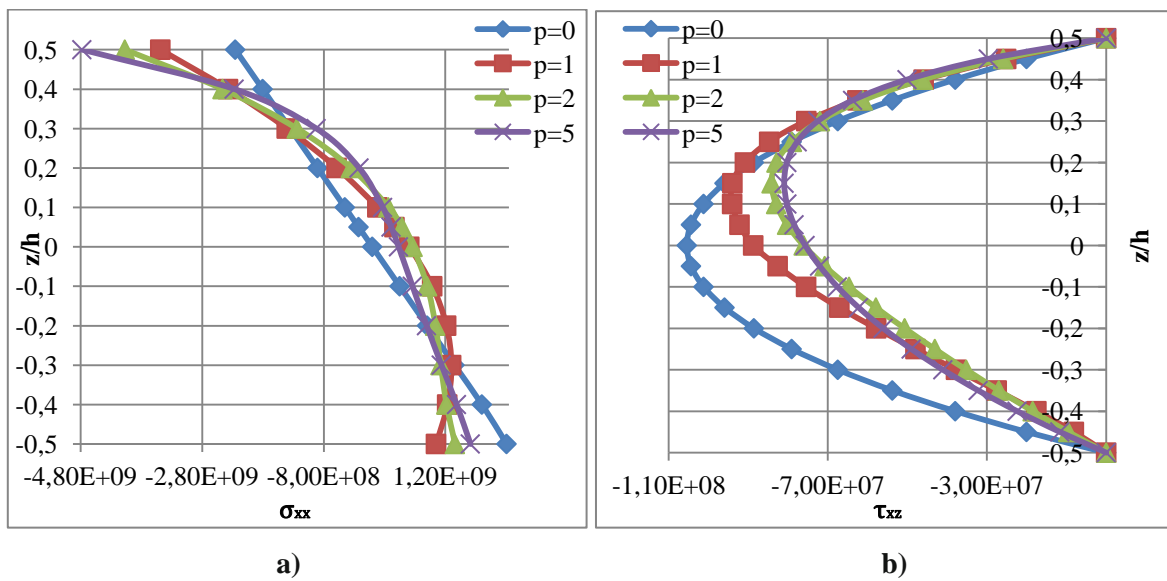 0,5
0,4
0,3
0,2
0,1
0
-0,1
-0,2
-0,3
-0,4
-0,5
z/h
-4,80E+09 -2,80E+09 -8,00E+08 1,20E+09
σxx
p=0
p=1
p=2
p=5
a)
p=0
p=1
p=2
p=5
0,5
0,4
0,3
0,2
0,1
0
-0,1
-0,2
-0,3
-0,4
-0,5
z/h
-1,10E+08 -7,00E+07 -3,00E+07
τxz
b)